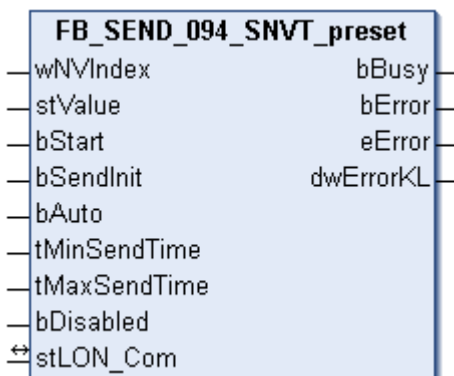 FB_SEND_094_SNVT_preset
wNVIndex bBusy
stValue bError
bStart eError
bSendInit dwErrorKL
bAuto
tMinSendTime
tMaxSendTime
bDisabled
stLON_Com